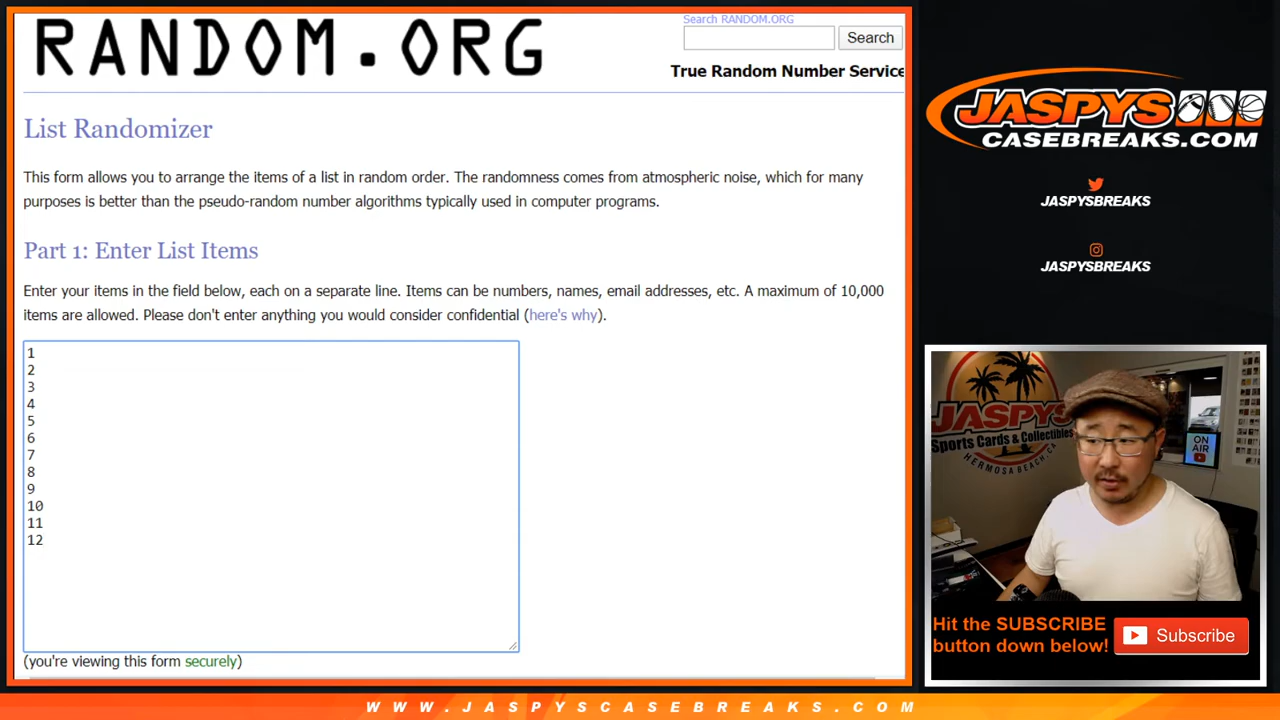 RANDOM.ORG
Search RANDOM.ORG
Search
True Random Number Service
List Randomizer
This form allows you to arrange the items of a list in random order. The randomness comes from atmospheric noise, which for many
purposes is better than the pseudo-random number algorithms typically used in computer programs.
Part 1: Enter List Items
Enter your items in the field below, each on a separate line. Items can be numbers, names, email addresses, etc. A maximum of 10,000
items are allowed. Please don't enter anything you would consider confidential (here's why).
1
2
3
4
5
6
7
8
9
10
11
12
(you're viewing this form securely)
JASPYS
CASEBREAKS.COM
JASPYSBREAKS
JASPYSBREAKS
JASPYS
Sports Cards & Collectibles
HERMOSA BEACH, CA
ON
AIR
Hit the SUBSCRIBE
button down below!
Subscribe
WWW.JASPYSCASEBREAKS.COM